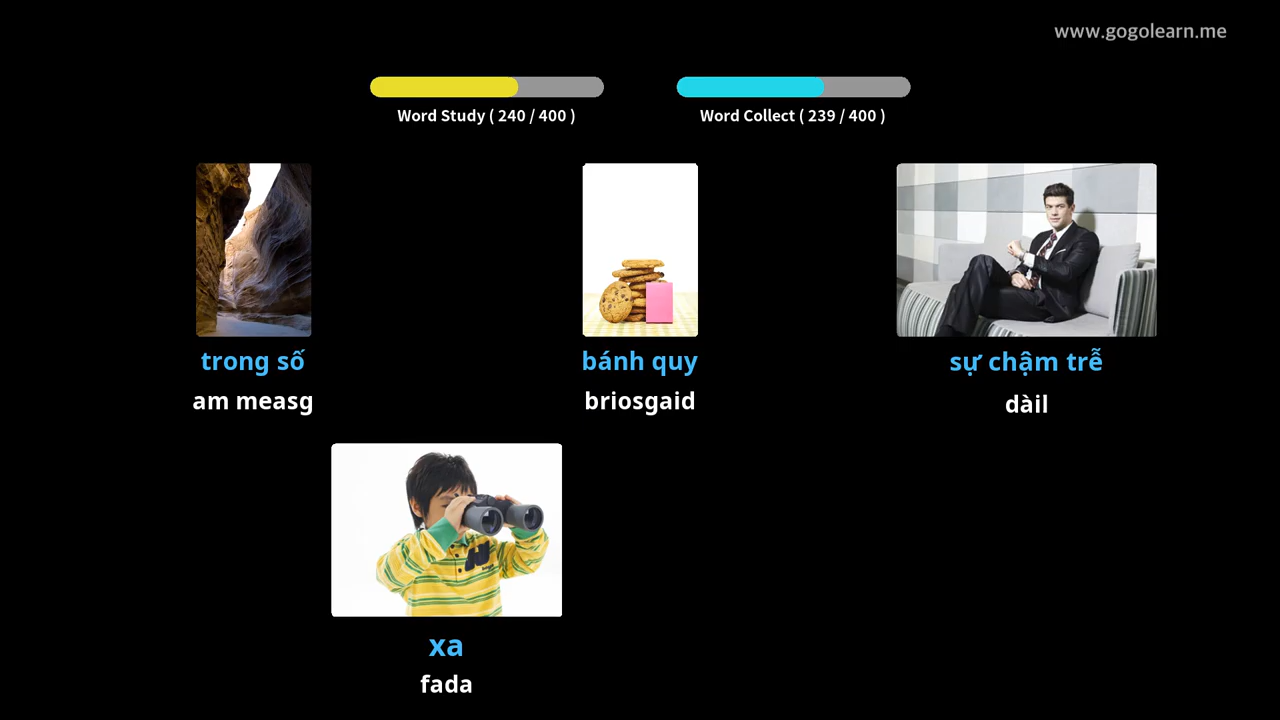 www.gogolearn.me
Word Study ( 240 / 400 )
Word Collect ( 239 / 400 )
trong số
am measg
bánh quy
briosgaid
sự chậm trễ
dàil
xa
fada